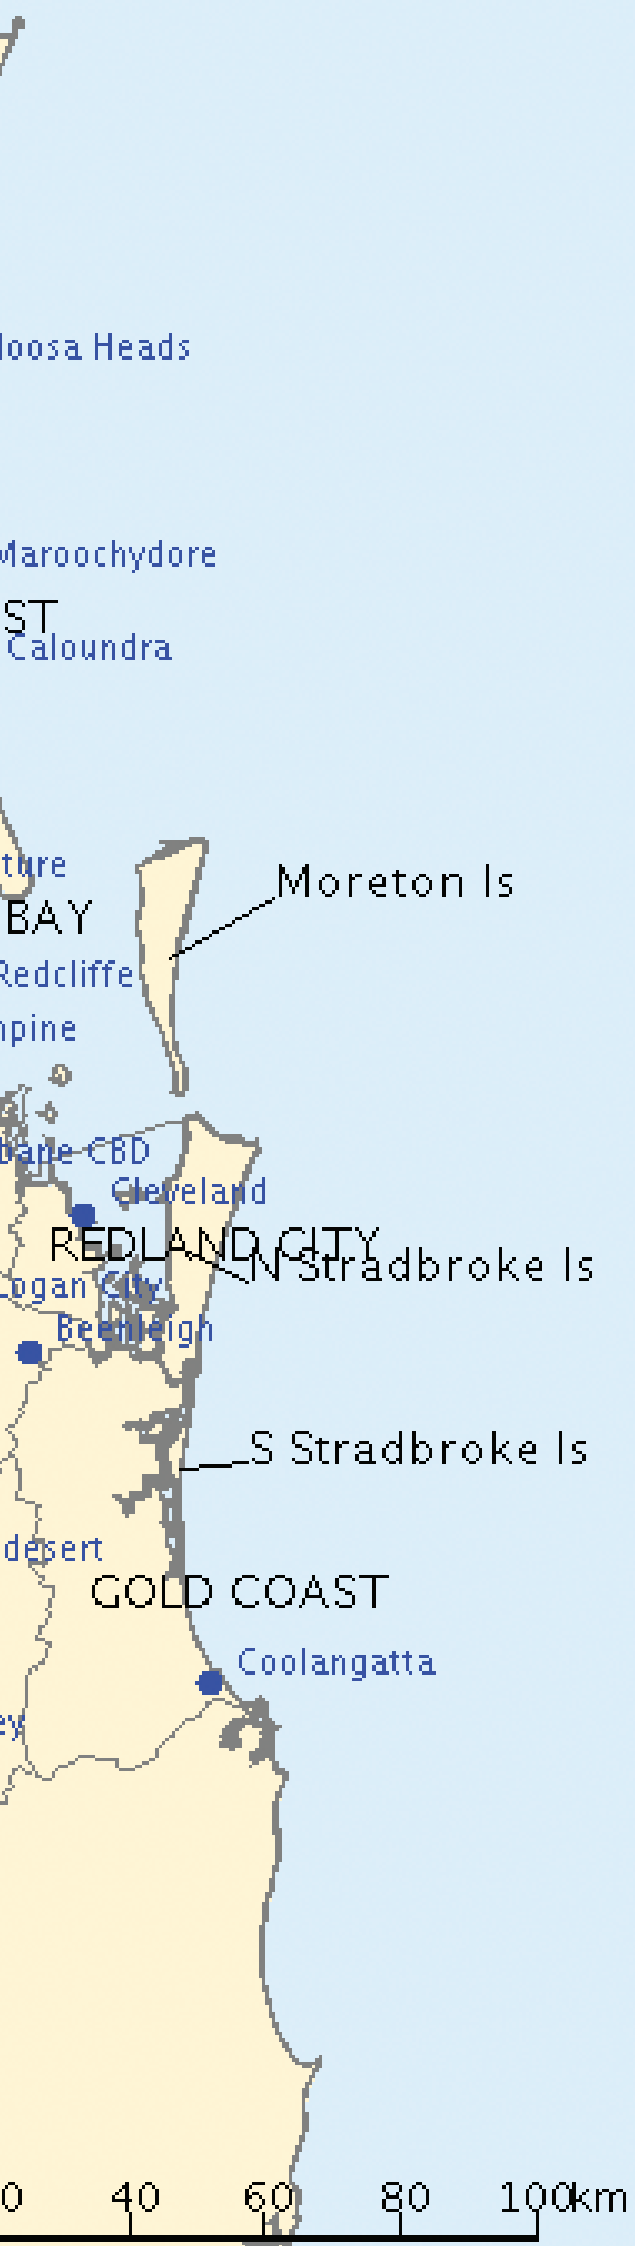 loosa Heads
Maroochydore
ST
Caloundra
ture
Moreton Is
BAY
Redcliffe
npine
bane CBD
Cleveland
REDLAND CITY
N Stradbroke Is
Logan City
Beenleigh
S Stradbroke Is
desert
GOLD COAST
Coolangatta
ey
0 40 60 80 100km